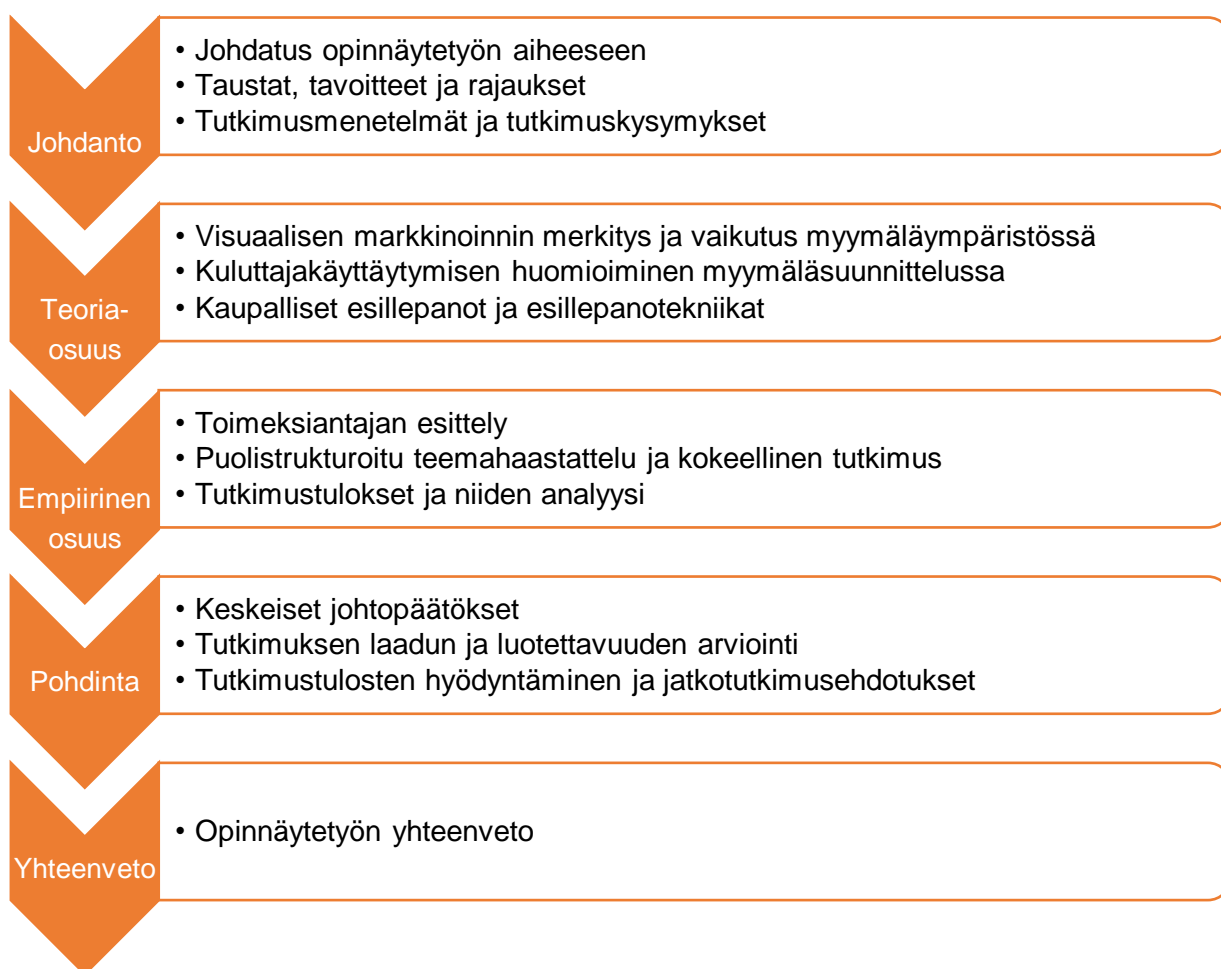 Johdanto
• Johdatus opinnäytetyön aiheeseen
• Taustat, tavoitteet ja rajaukset
• Tutkimusmenetelmät ja tutkimuskysymykset
Teoria-
osuus
• Visuaalisen markkinoinnin merkitys ja vaikutus myymäläympäristössä
• Kuluttajakäyttäytymisen huomioiminen myymäläsuunnittelussa
• Kaupalliset esillepanot ja esillepanotekniikat
Empiirinen
osuus
• Toimeksiantajan esittely
• Puolistrukturoitu teemahaastattelu ja kokeellinen tutkimus
• Tutkimustulokset ja niiden analyysi
Pohdinta
• Keskeiset johtopäätökset
• Tutkimuksen laadun ja luotettavuuden arviointi
• Tutkimustulosten hyödyntäminen ja jatkotutkimusehdotukset
Yhteenveto
• Opinnäytetyön yhteenveto